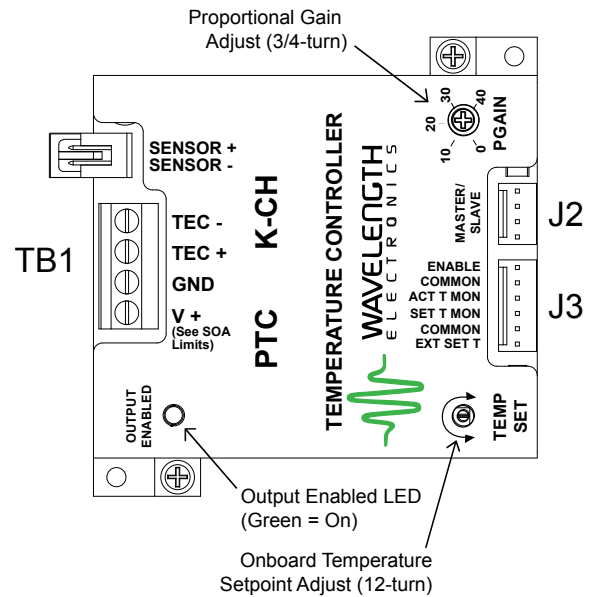 Proportional Gain
Adjust (3/4-turn)
0
10
20
30
40
PGAIN
SENSOR +
SENSOR -
TB1
TEC -
TEC +
GND
V +
(See SOA
Limits)
PTC K-CH
TEMPERATURE CONTROLLER
WAVELENGTH
ELECTRONICS
MASTER/
SLAVE
J2
ENABLE
COMMON
ACT T MON
SET T MON
COMMON
EXT SET T
J3
OUTPUT
ENABLED
TEMP
SET
Output Enabled LED
(Green = On)
Onboard Temperature
Setpoint Adjust (12-turn)